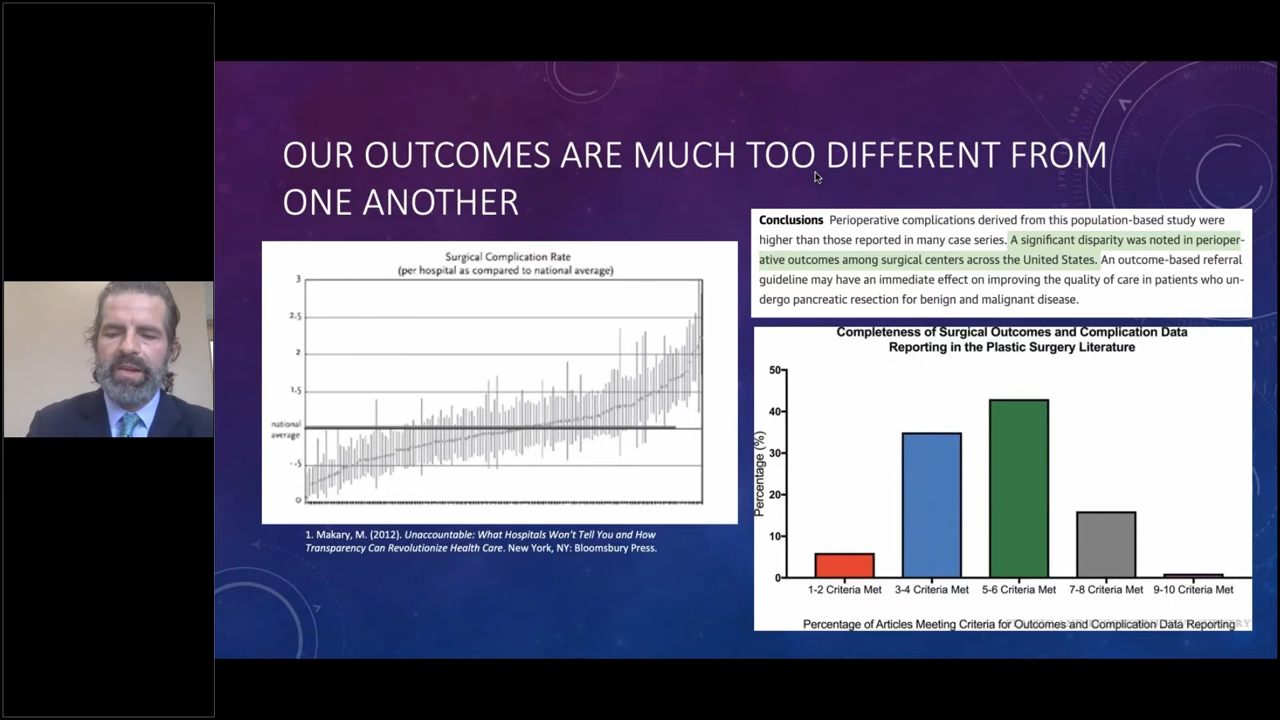 OUR OUTCOMES ARE MUCH TOO DIFFERENT FROM
ONE ANOTHER
Surgical Complication Rate
(per hospital as compared to national average)
3
2.5
2
1.5
national
average
.5
0
1. Makary, M. (2012). Unaccountable: What Hospitals Won't Tell You and How
Transparency Can Revolutionize Health Care. New York, NY: Bloomsbury Press.
Conclusions Perioperative complications derived from this population-based study were
higher than those reported in many case series. A significant disparity was noted in perioper-
ative outcomes among surgical centers across the United States. An outcome-based referral
guideline may have an immediate effect on improving the quality of care in patients who un-
dergo pancreatic resection for benign and malignant disease.
Completeness of Surgical Outcomes and Complication Data
Reporting in the Plastic Surgery Literature
Percentage (%)
50
40
30
20
10
0
1-2 Criteria Met
3-4 Criteria Met
5-6 Criteria Met
7-8 Criteria Met
9-10 Criteria Met
Percentage of Articles Meeting Criteria for Outcomes and Complication Data Reporting